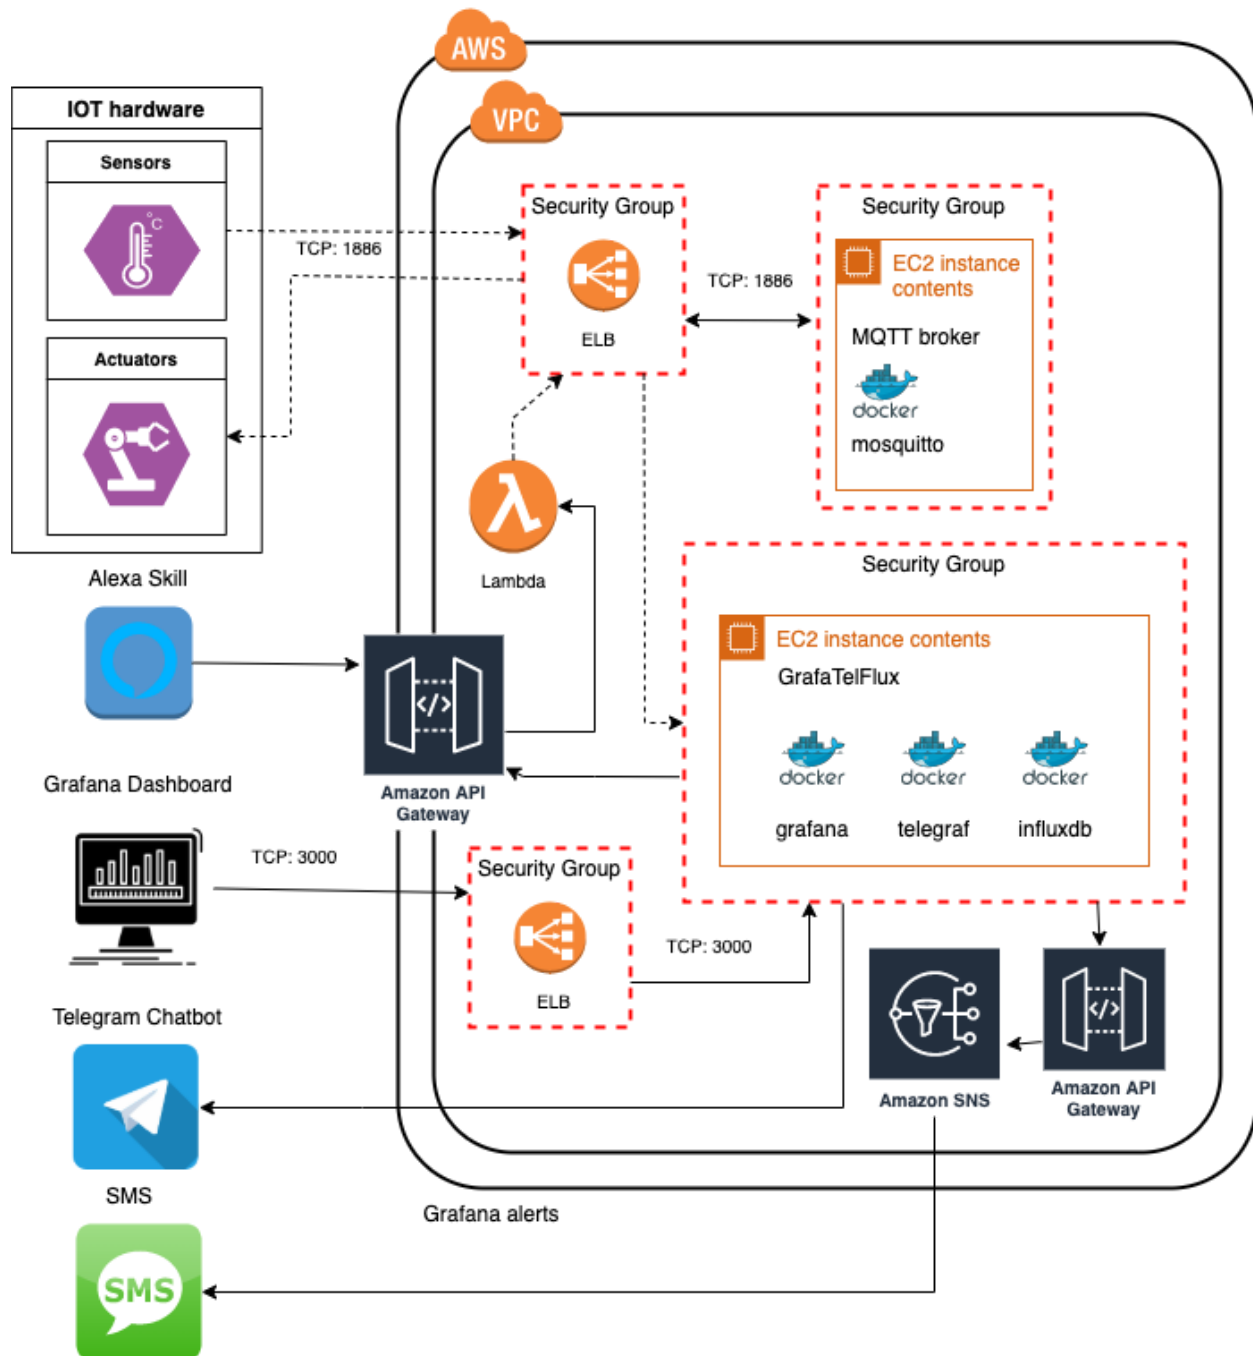 AWS
VPC
IOT hardware
Sensors
°C
TCP: 1886
Actuators
Security Group
ELB
TCP: 1886
Security Group
EC2 instance
contents
MQTT broker
docker
mosquitto
Lambda
Alexa Skill
</>
Amazon API
Gateway
Security Group
EC2 instance contents
GrafaTelFlux
docker
docker
docker
grafana
telegraf
influxdb
Grafana Dashboard
TCP: 3000
Security Group
ELB
TCP: 3000
Amazon SNS
</>
Amazon API
Gateway
Telegram Chatbot
SMS
Grafana alerts
SMS